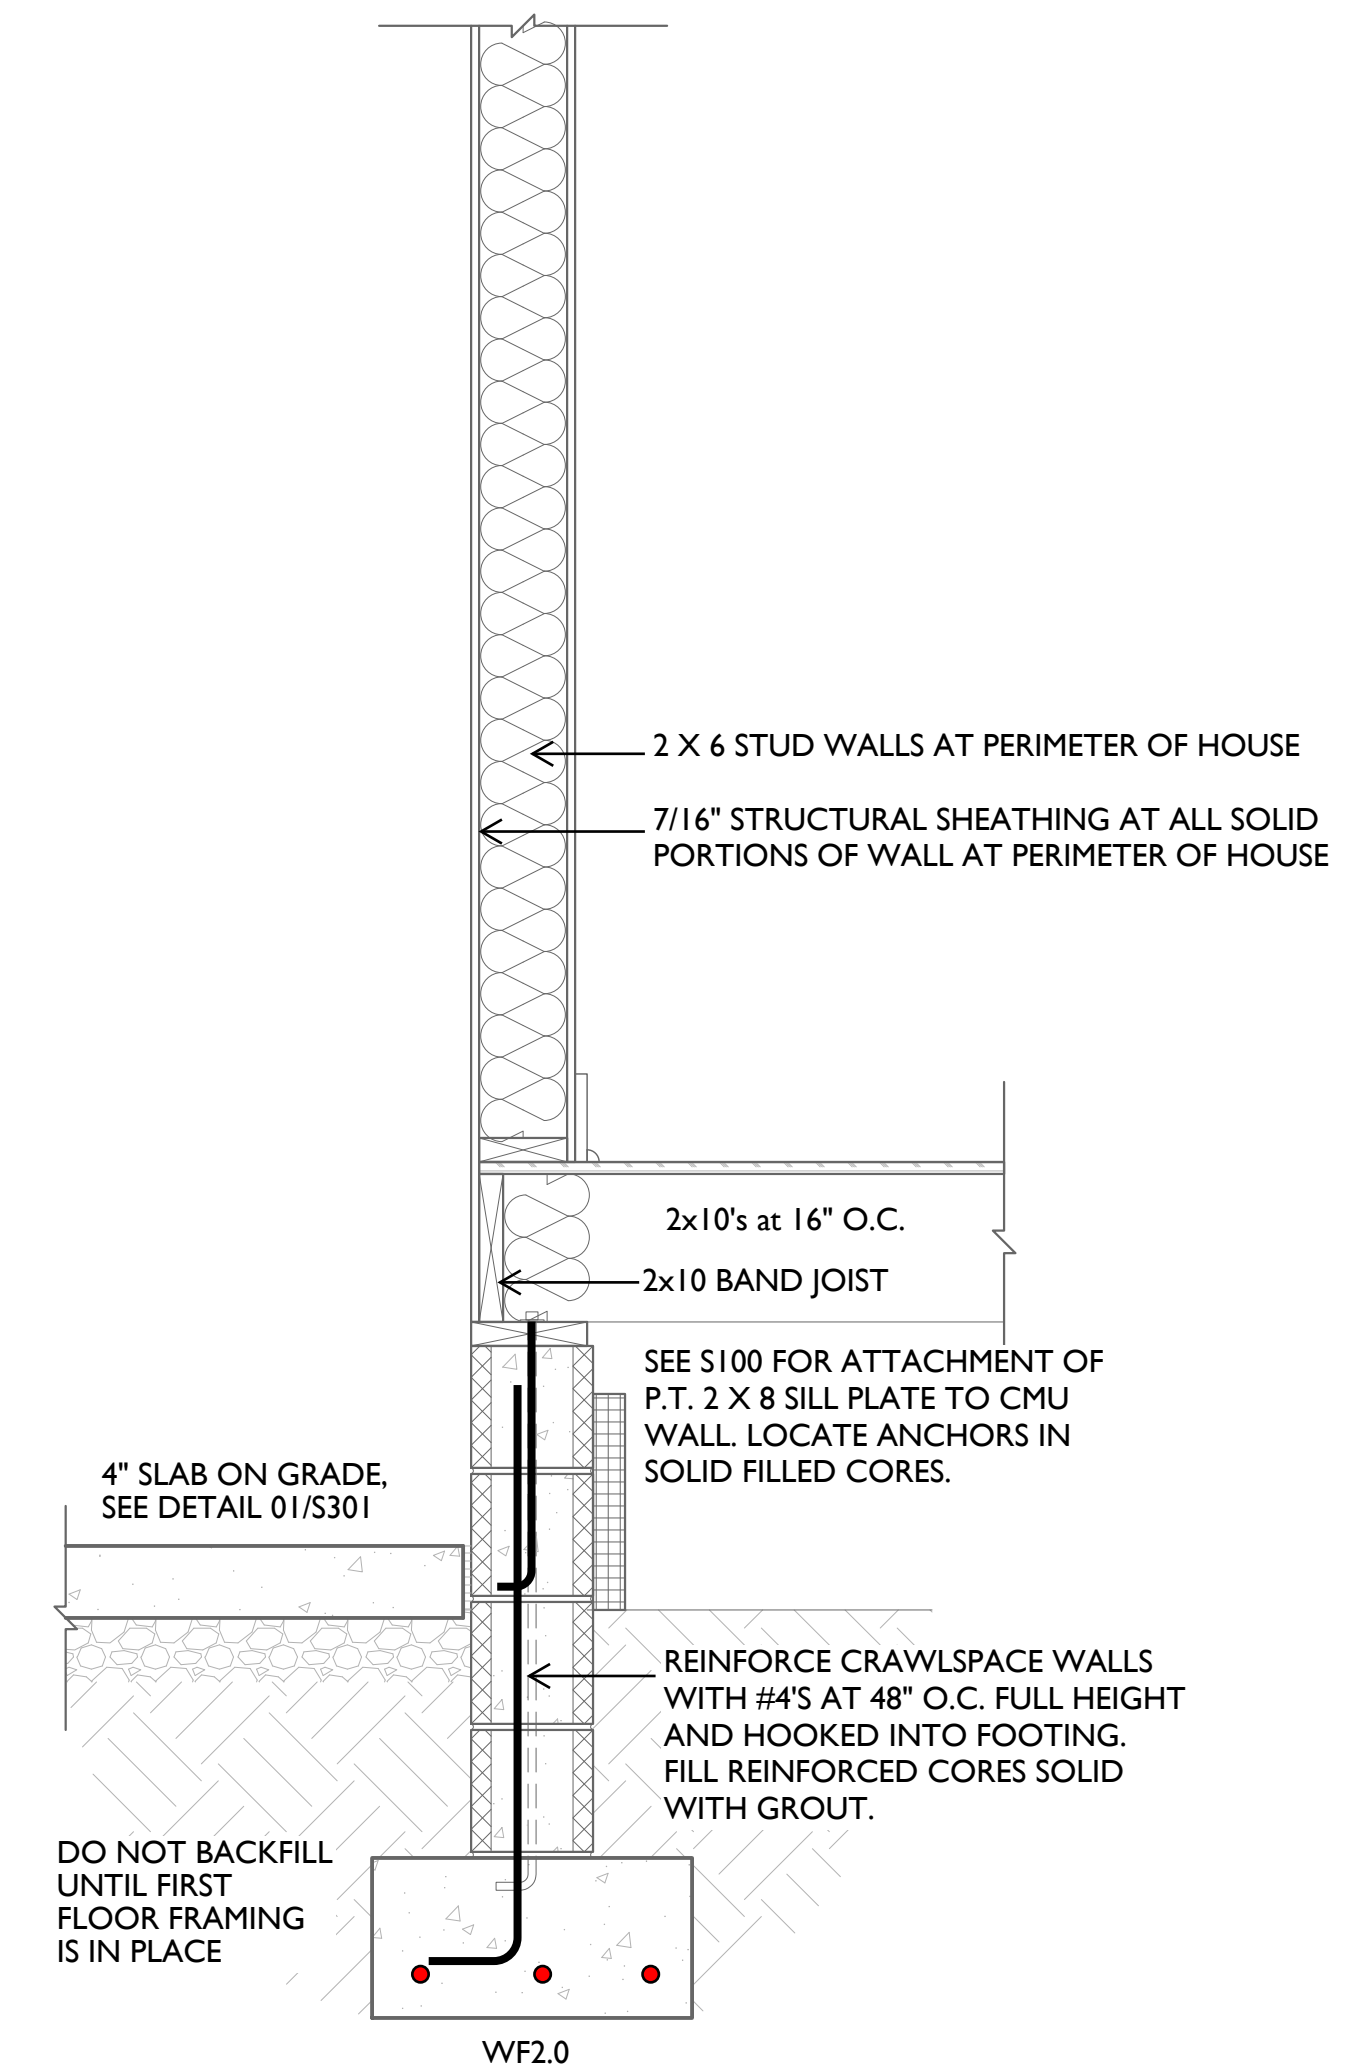 2 X 6 STUD WALLS AT PERIMETER OF HOUSE
7/16" STRUCTURAL SHEATHING AT ALL SOLID
PORTIONS OF WALL AT PERIMETER OF HOUSE
2x10's at 16" O.C.
2x10 BAND JOIST
SEE S100 FOR ATTACHMENT OF
P.T. 2 X 8 SILL PLATE TO CMU
WALL. LOCATE ANCHORS IN
SOLID FILLED CORES.
4" SLAB ON GRADE,
SEE DETAIL 01/S301
REINFORCE CRAWLSPACE WALLS
WITH #4'S AT 48" O.C. FULL HEIGHT
AND HOOKED INTO FOOTING.
FILL REINFORCED CORES SOLID
WITH GROUT.
DO NOT BACKFILL
UNTIL FIRST
FLOOR FRAMING
IS IN PLACE
WF2.0